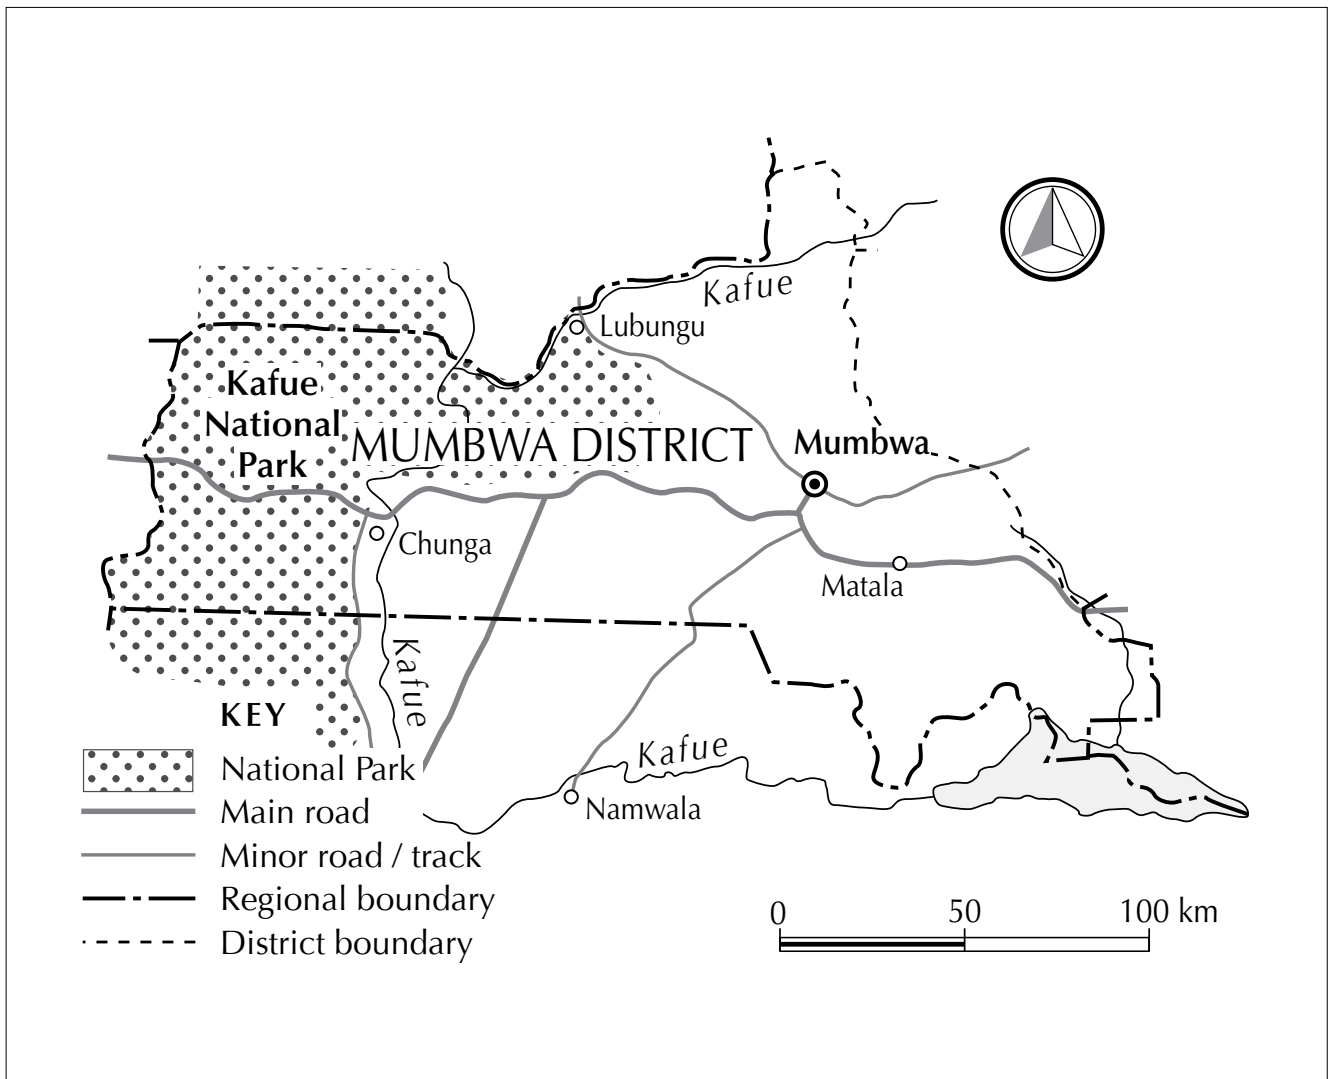 Kafue
Lubungu
Kafue
National
Park
MUMBWA DISTRICT
Mumbwa
Chunga
Matala
Kafue
KEY
Kafue
National Park
Namwala
Main road
Minor road / track
Regional boundary
District boundary
0 50 100 km